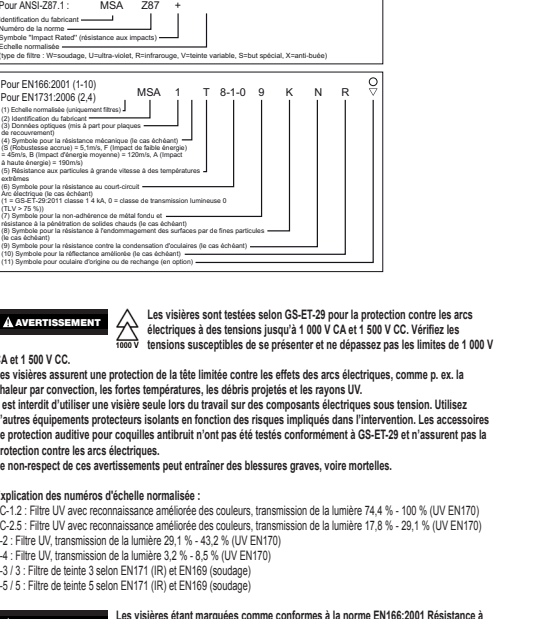 Pour ANSI-Z87.1 : MSA Z87 +
Identification du fabricant
Numéro de la norme
Symbole "Impact Rated" (résistance aux impacts)
Echelle normalisée
(type de filtre : W=soudage, U=ultra-violet, R=infrarouge, V=teinte variable, S=but spécial, X=anti-buée)
Pour EN166:2001 (1-10)
Pour EN1731:2006 (2,4)
MSA 1 T 8-1-0 9 K N R
(1) Echelle normalisée (uniquement filtres)
(2) Identification du fabricant
(3) Données optiques (mis à part pour plaques
de recouvrement)
(4) Symbole pour la résistance mécanique (le cas échéant)
(S (Robustesse accrue) = 5,1m/s, F (Impact de faible énergie)
= 45m/s, B (Impact d'énergie moyenne) = 120m/s, A (Impact
à haute énergie) = 190m/s)
(5) Résistance aux particules à grande vitesse à des températures
extrêmes
(6) Symbole pour la résistance au court-circuit
Arc électrique (le cas échéant)
(1 = GS-ET-29:2011 classe 1 4 kA, 0 = classe de transmission lumineuse 0
(TLV > 75 %))
(7) Symbole pour la non-adhérence de métal fondu et
résistance à la pénétration de solides chauds (le cas échéant)
(8) Symbole pour la résistance à l'endommagement des surfaces par de fines particules
(le cas échéant)
(9) Symbole pour la résistance contre la condensation d'oculaires (le cas échéant)
(10) Symbole pour la réflectance améliorée (le cas échéant)
(11) Symbole pour oculaire d'origine ou de rechange (en option)
AVERTISSEMENT
1000 V
Les visières sont testées selon GS-ET-29 pour la protection contre les arcs
électriques à des tensions jusqu'à 1 000 V CA et 1 500 V CC. Vérifiez les
tensions susceptibles de se présenter et ne dépassez pas les limites de 1 000 V
CA et 1 500 V CC.
es visières assurent une protection de la tête limitée contre les effets des arcs électriques, comme p. ex. la
haleur par convection, les fortes températures, les débris projetés et les rayons UV.
est interdit d'utiliser une visière seule lors du travail sur des composants électriques sous tension. Utilisez
'autres équipements protecteurs isolants en fonction des risques impliqués dans l'intervention. Les accessoires
e protection auditive pour coquilles antibruit n'ont pas été testés conformément à GS-ET-29 et n'assurent pas la
rotection contre les arcs électriques.
e non-respect de ces avertissements peut entraîner des blessures graves, voire mortelles.
xplication des numéros d'échelle normalisée :
C-1.2 : Filtre UV avec reconnaissance améliorée des couleurs, transmission de la lumière 74,4 % - 100 % (UV EN170)
C-2.5 : Filtre UV avec reconnaissance améliorée des couleurs, transmission de la lumière 17,8 % - 29,1 % (UV EN170)
-2 : Filtre UV, transmission de la lumière 29,1 % - 43,2 % (UV EN170)
-4 : Filtre UV, transmission de la lumière 3,2 % - 8,5 % (UV EN170)
-3 / 3 : Filtre de teinte 3 selon EN171 (IR) et EN169 (soudage)
-5 / 5 : Filtre de teinte 5 selon EN171 (IR) et EN169 (soudage)
Les visières étant marquées comme conformes à la norme EN166:2001 Résistance à